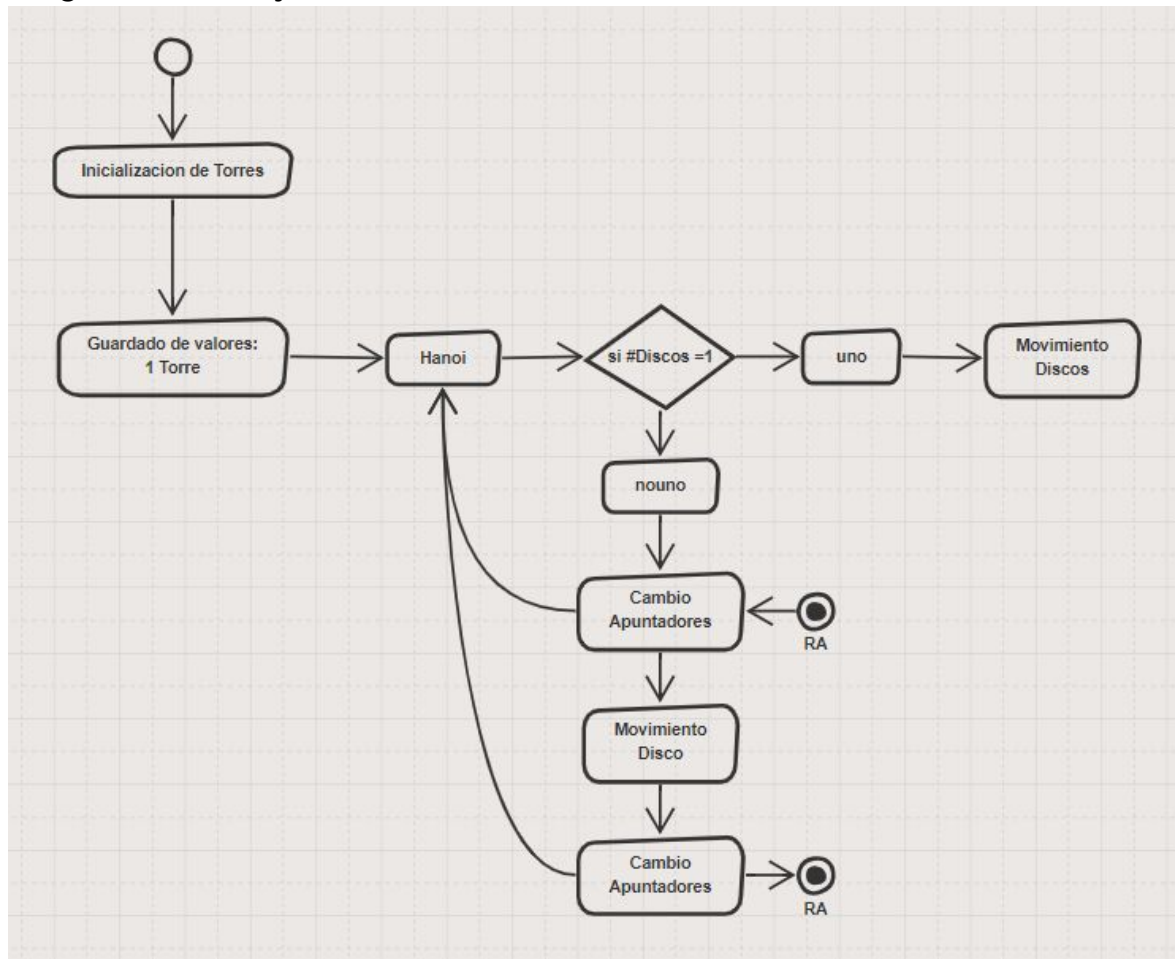 Inicializacion de Torres
Guardado de valores:
1 Torre
Hanoi
si #Discos =1
uno
Movimiento
Discos
nouno
Cambio
Apuntadores
RA
Movimiento
Disco
Cambio
Apuntadores
RA